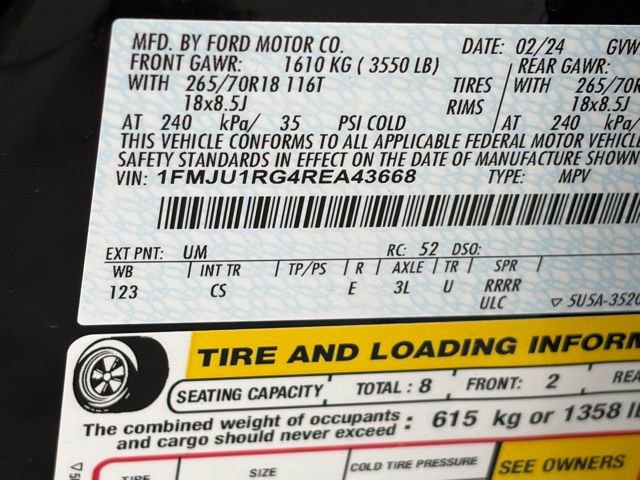 MFD. BY FORD MOTOR CO. DATE: 02/24 GVW
FRONT GAWR: 1610 KG ( 3550 LB) REAR GAWR:
WITH 265/70R18 116T TIRES WITH 265/70R
18x8.5J RIMS 18x8.5J
AT 240 kPa/ 35 PSI COLD AT 240 kPa/
THIS VEHICLE CONFORMS TO ALL APPLICABLE FEDERAL MOTOR VEHICLE
SAFETY STANDARDS IN EFFECT ON THE DATE OF MANUFACTURE SHOWN
VIN: 1FMJU1RG4REA43668 TYPE: MPV
EXT PNT: UM RC: 52 DSO:
WB | INT TR | TP/PS | R | AXLE | TR | SPR
123 CS E 3L U RRRR
ULC ▽ 5U5A-3520
TIRE AND LOADING INFORM
SEATING CAPACITY TOTAL : 8 FRONT: 2 REA
The combined weight of occupants
and cargo should never exceed : 615 kg or 1358 l
TIRE SIZE COLD TIRE PRESSURE SEE OWNERS